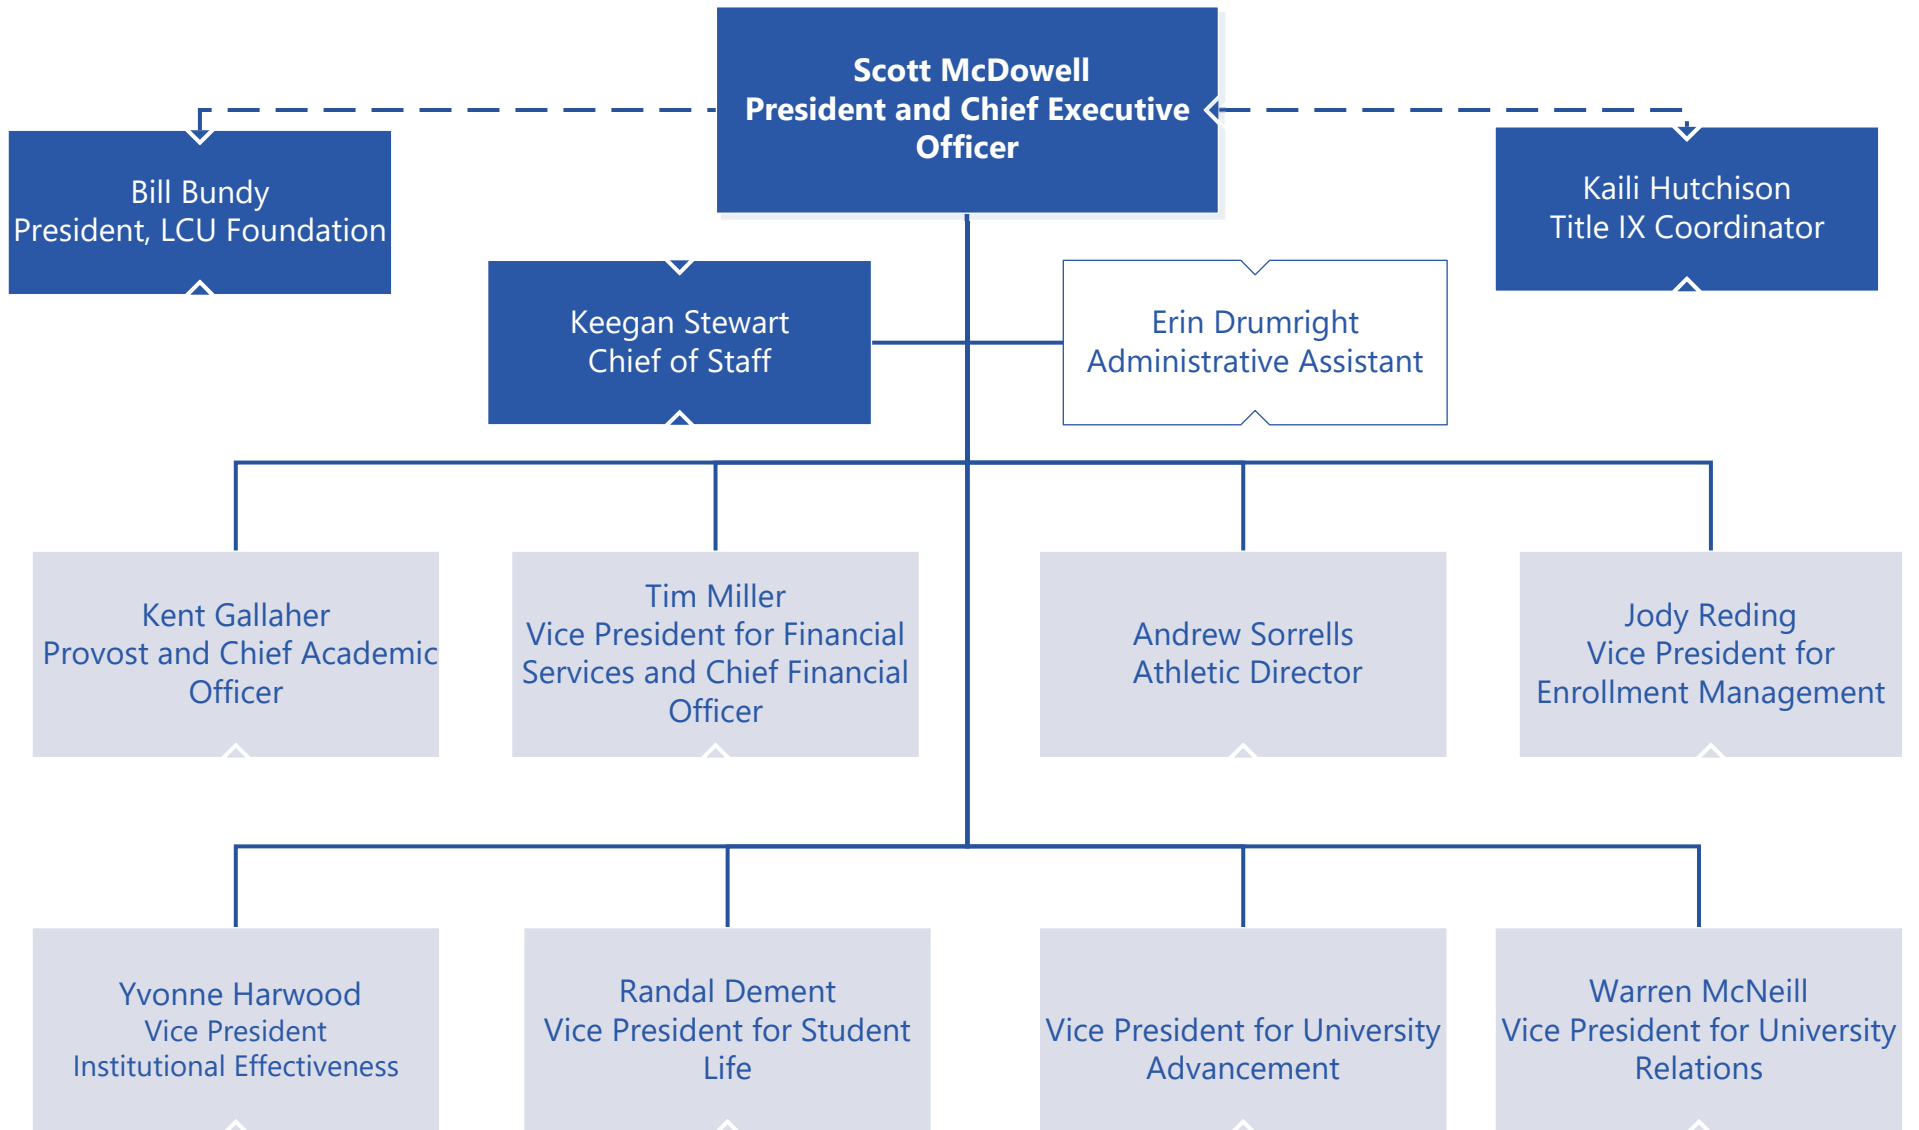 Scott McDowell
President and Chief Executive
Officer
Bill Bundy
President, LCU Foundation
Kaili Hutchison
Title IX Coordinator
Keegan Stewart
Chief of Staff
Erin Drumright
Administrative Assistant
Kent Gallaher
Provost and Chief Academic
Officer
Tim Miller
Vice President for Financial
Services and Chief Financial
Officer
Andrew Sorrells
Athletic Director
Jody Reding
Vice President for
Enrollment Management
Yvonne Harwood
Vice President
Institutional Effectiveness
Randal Dement
Vice President for Student
Life
Vice President for University
Advancement
Warren McNeill
Vice President for University
Relations